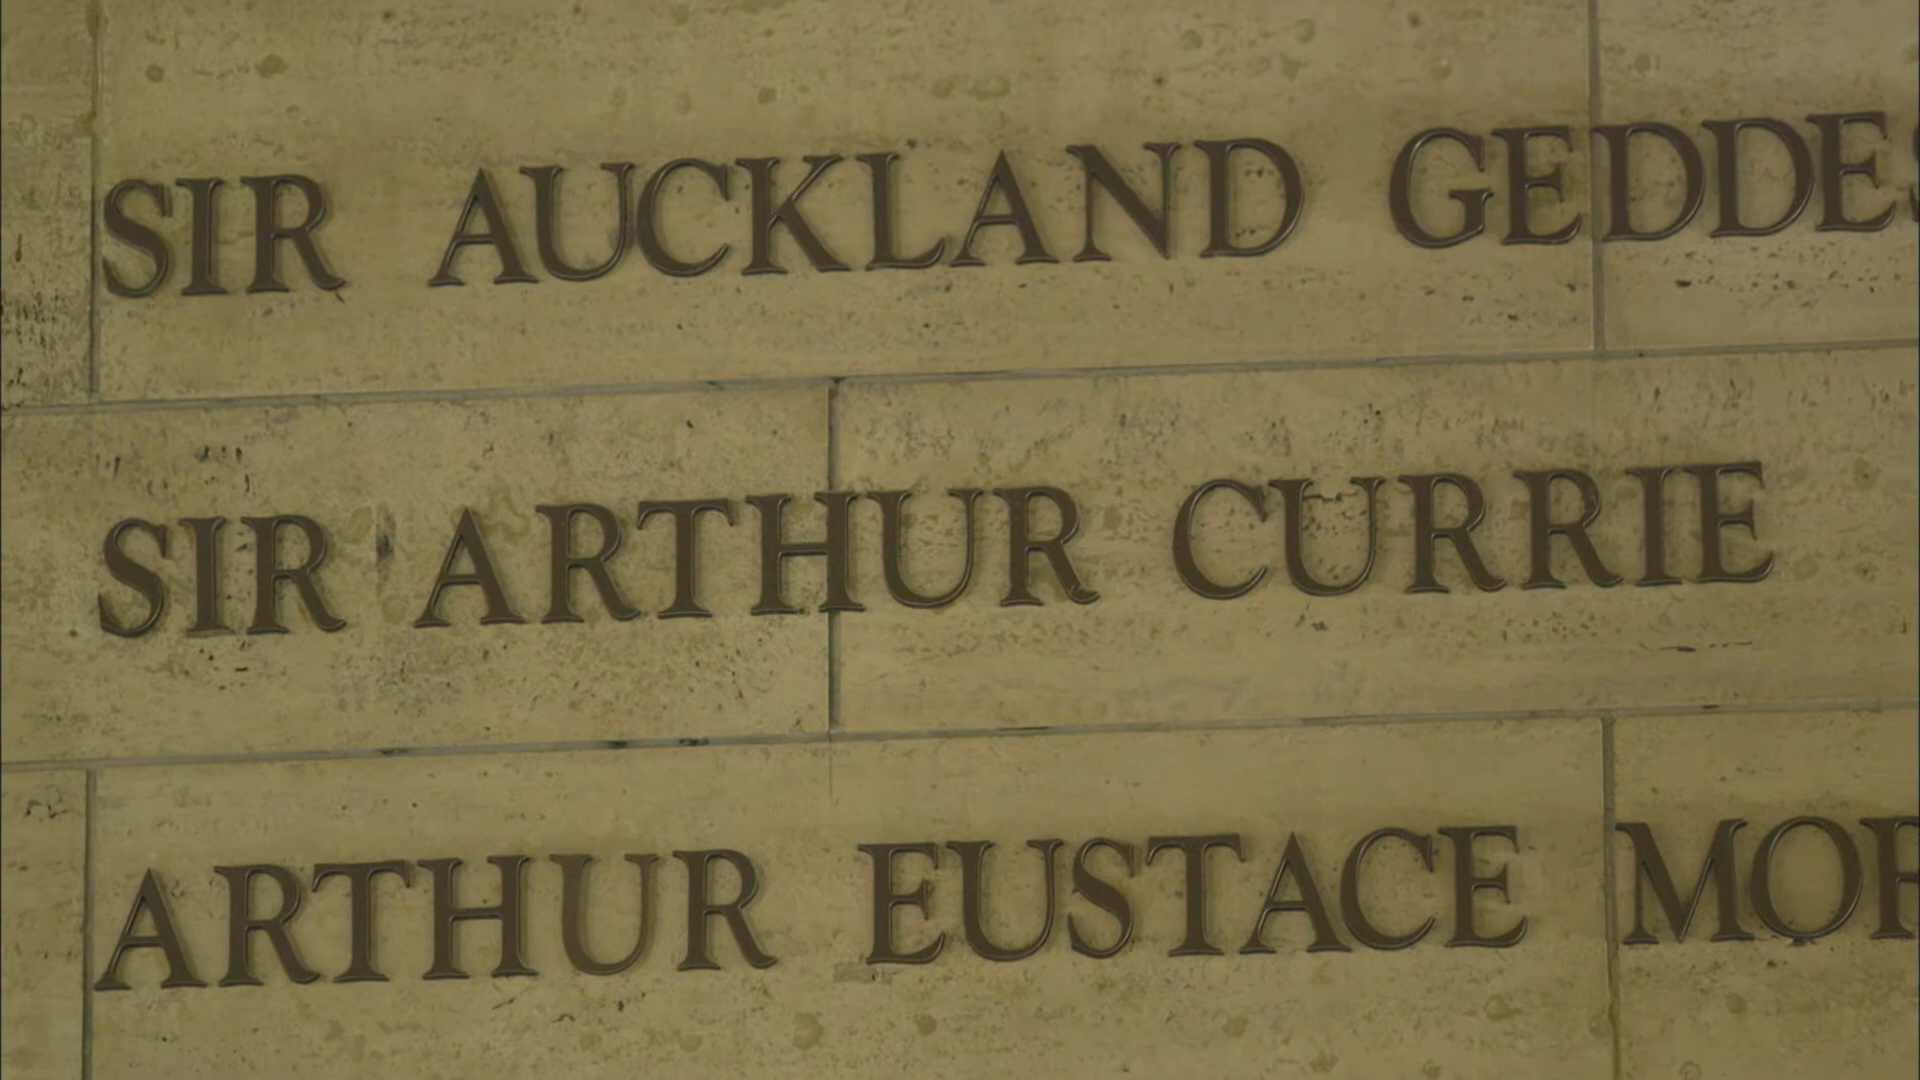 SIR AUCKLAND GEDDES
SIR ARTHUR CURRIE
ARTHUR EUSTACE